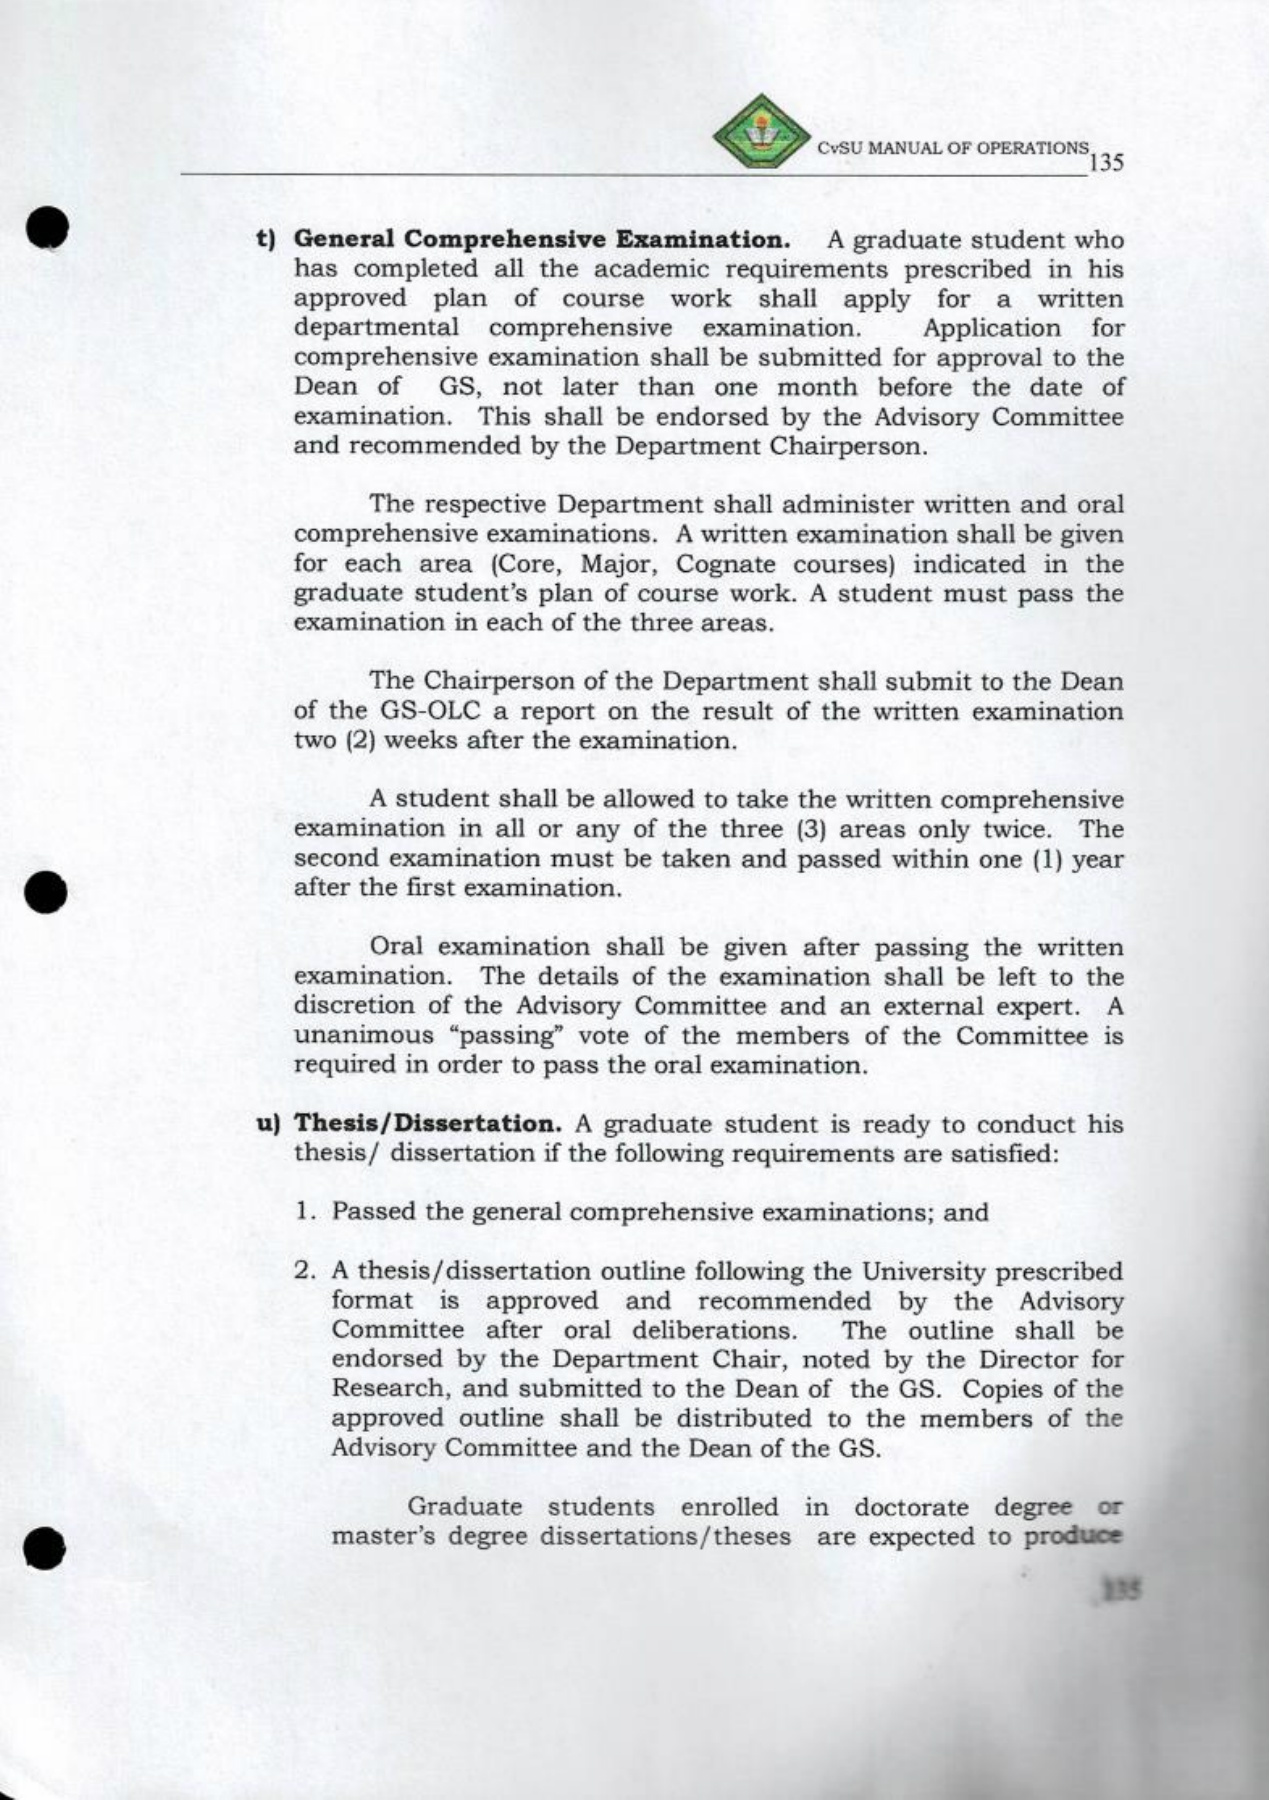 CvSU MANUAL OF OPERATIONS 135
t) General Comprehensive Examination. A graduate student who
has completed all the academic requirements prescribed in his
approved plan of course work shall apply for a written
departmental comprehensive examination. Application for
comprehensive examination shall be submitted for approval to the
Dean of GS, not later than one month before the date of
examination. This shall be endorsed by the Advisory Committee
and recommended by the Department Chairperson.
The respective Department shall administer written and oral
comprehensive examinations. A written examination shall be given
for each area (Core, Major, Cognate courses) indicated in the
graduate student's plan of course work. A student must pass the
examination in each of the three areas.
The Chairperson of the Department shall submit to the Dean
of the GS-OLC a report on the result of the written examination
two (2) weeks after the examination.
A student shall be allowed to take the written comprehensive
examination in all or any of the three (3) areas only twice. The
second examination must be taken and passed within one (1) year
after the first examination.
Oral examination shall be given after passing the written
examination. The details of the examination shall be left to the
discretion of the Advisory Committee and an external expert. A
unanimous “passing” vote of the members of the Committee is
required in order to pass the oral examination.
u) Thesis/Dissertation. A graduate student is ready to conduct his
thesis/ dissertation if the following requirements are satisfied:
1. Passed the general comprehensive examinations; and
2. A thesis/dissertation outline following the University prescribed
format is approved and recommended by the Advisory
Committee after oral deliberations. The outline shall be
endorsed by the Department Chair, noted by the Director for
Research, and submitted to the Dean of the GS. Copies of the
approved outline shall be distributed to the members of the
Advisory Committee and the Dean of the GS.
Graduate students enrolled in doctorate degree or
master's degree dissertations/theses are expected to produce
135